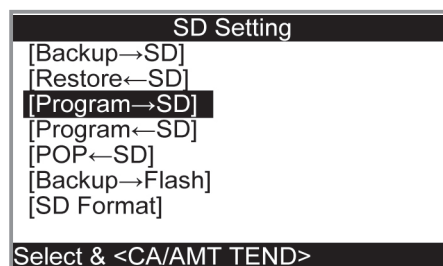 SD Setting
[Backup→SD]
[Restore←SD]
[Program→SD]
[Program←SD]
[POP←SD]
[Backup→Flash]
[SD Format]
Select & <CA/AMT TEND>